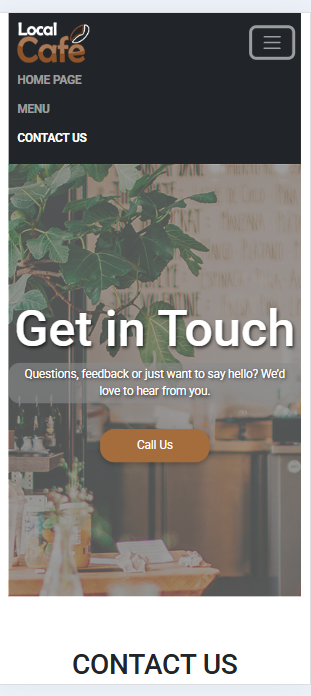 Local
Cafe
HOME PAGE
MENU
CONTACT US
Get in Touch
Questions, feedback or just want to say hello? We'd
love to hear from you.
Call Us
CONTACT US